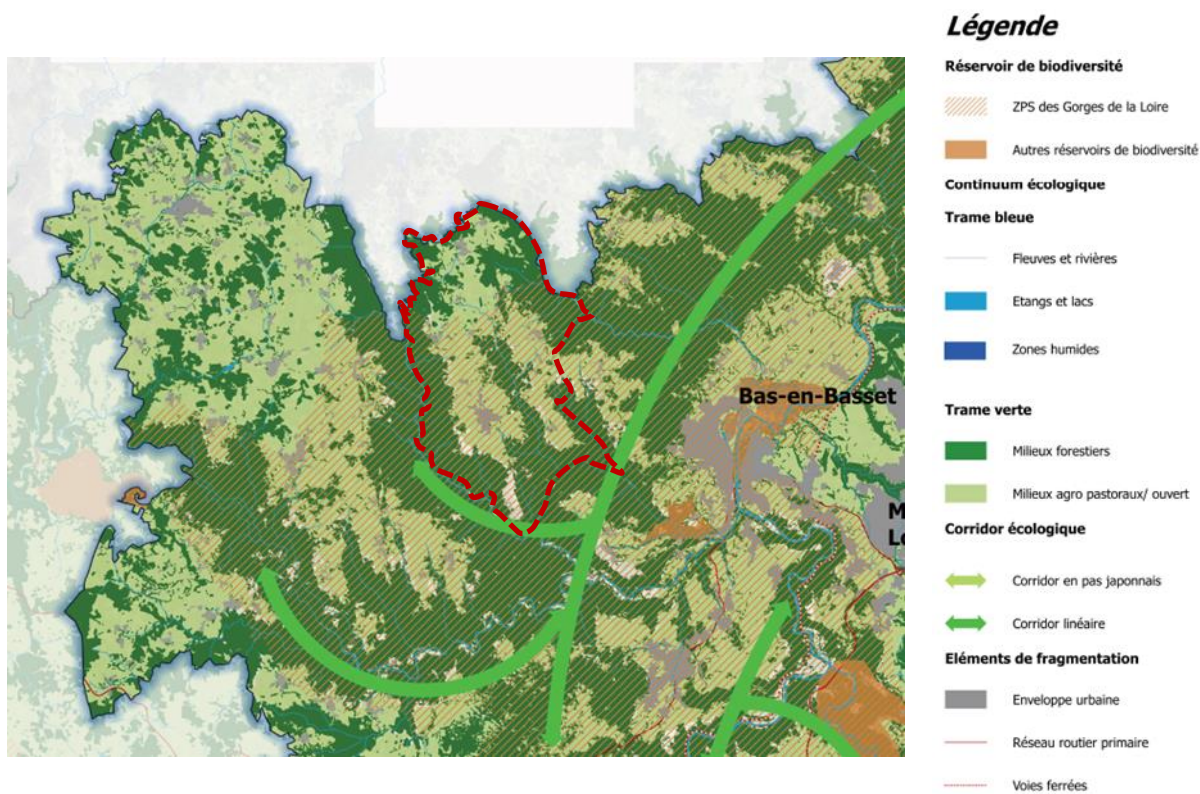 Légende
Réservoir de biodiversité
ZPS des Gorges de la Loire
Autres réservoirs de biodiversité
Continuum écologique
Trame bleue
Fleuves et rivières
Etangs et lacs
Zones humides
Trame verte
Milieux forestiers
Milieux agro pastoraux/ ouvert
Corridor écologique
Corridor en pas japonnais
Corridor linéaire
Eléments de fragmentation
Enveloppe urbaine
Réseau routier primaire
Voies ferrées
Bas-en-Basset
M
L